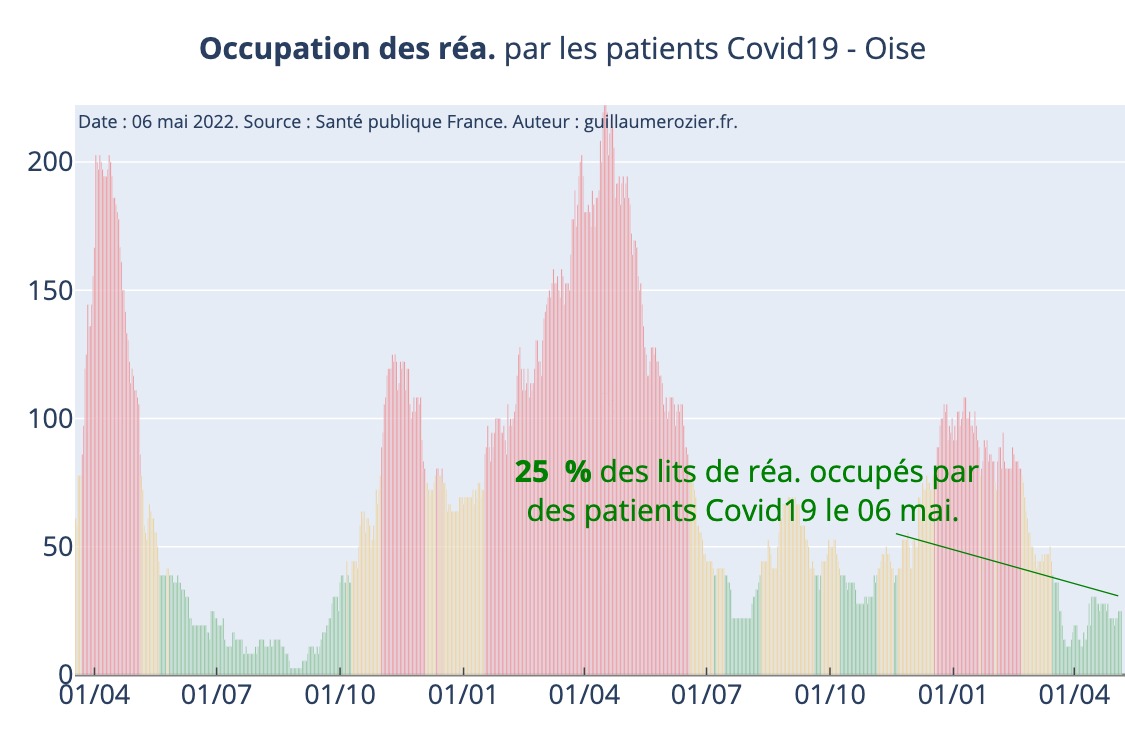 Occupation des réa. par les patients Covid19 - Oise
Date : 06 mai 2022. Source : Santé publique France. Auteur : guillaumerozier.fr.
200
150
100
50
0
25 % des lits de réa. occupés par
des patients Covid19 le 06 mai.
01/04 01/07 01/10 01/01 01/04 01/07 01/10 01/01 01/04